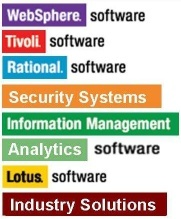 WebSphere. software
Tivoli. software
Rational. software
Security Systems
Information Management
Analytics software
Lotus. software
Industry Solutions